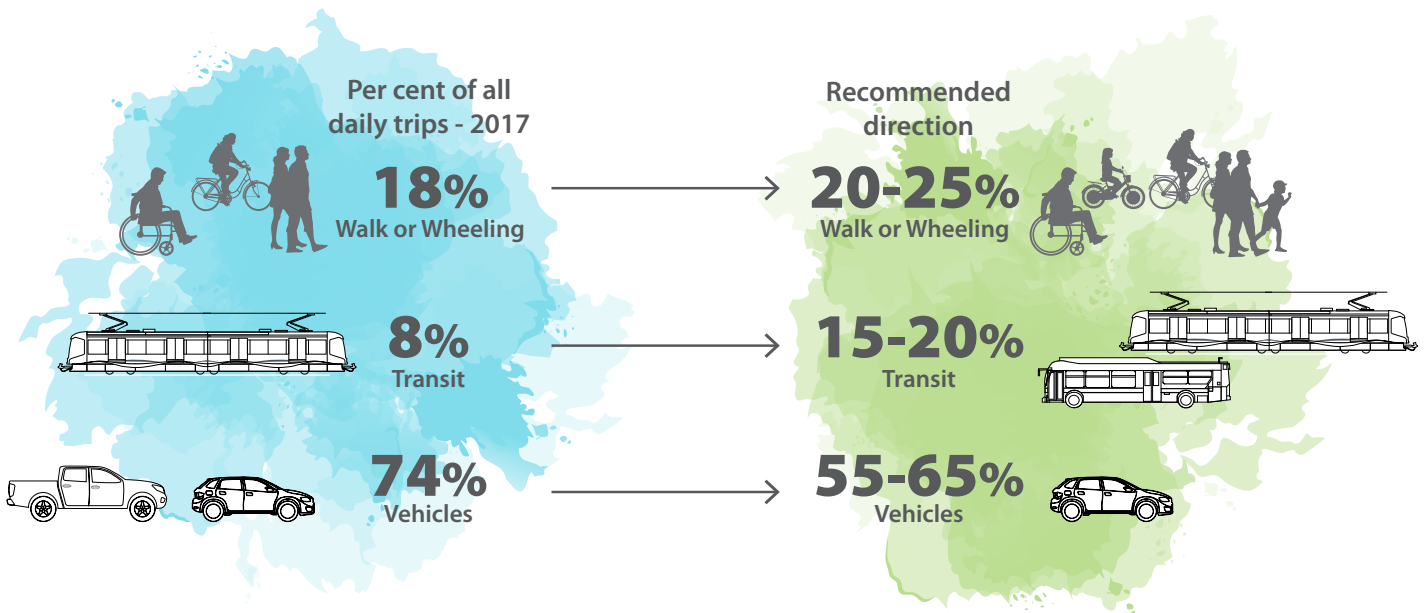 Per cent of all
daily trips - 2017
18%
Walk or Wheeling
8%
Transit
74%
Vehicles
Recommended
direction
20-25%
Walk or Wheeling
15-20%
Transit
55-65%
Vehicles